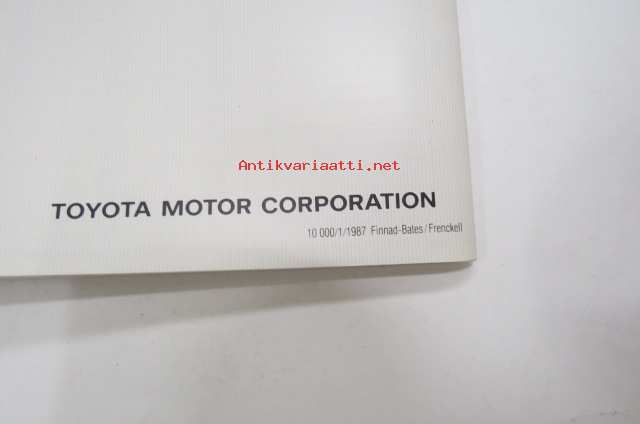 Antikvariaatti.net
TOYOTA MOTOR CORPORATION
10 000/1/1987 Finnad-Bates/Frenckell